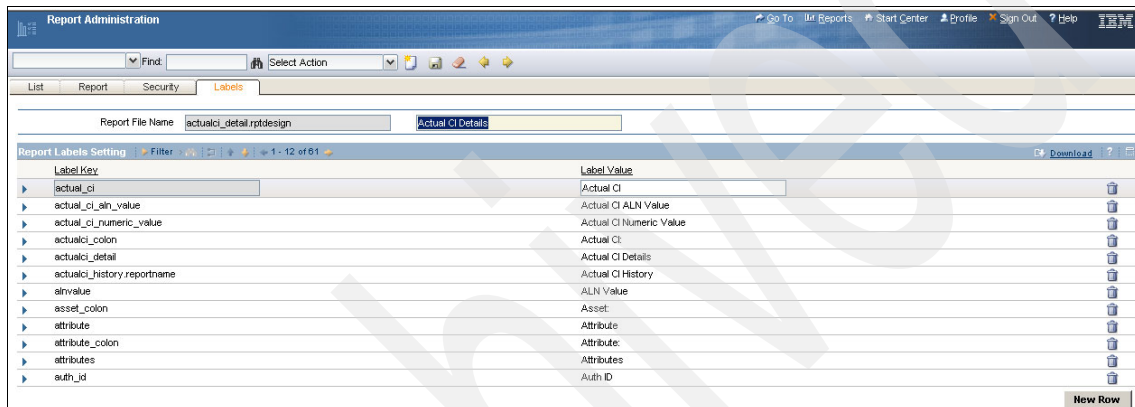 Report Administration
Go To Reports Start Center Profile Sign Out ? Help IBM
Find: Select Action
List Report Security Labels
Report File Name actualci_detail.rptdesign Actual CI Details
Report Labels Setting Filter 1 - 12 of 61 Download ?
Label Key Label Value
actual_ci Actual CI
actual_ci_aln_value Actual CI ALN Value
actual_ci_numeric_value Actual CI Numeric Value
actualci_colon Actual CI:
actualci_detail Actual CI Details
actualci_history.reportname Actual CI History
alnvalue ALN Value
asset_colon Asset:
attribute Attribute
attribute_colon Attribute:
attributes Attributes
auth_id Auth ID
New Row